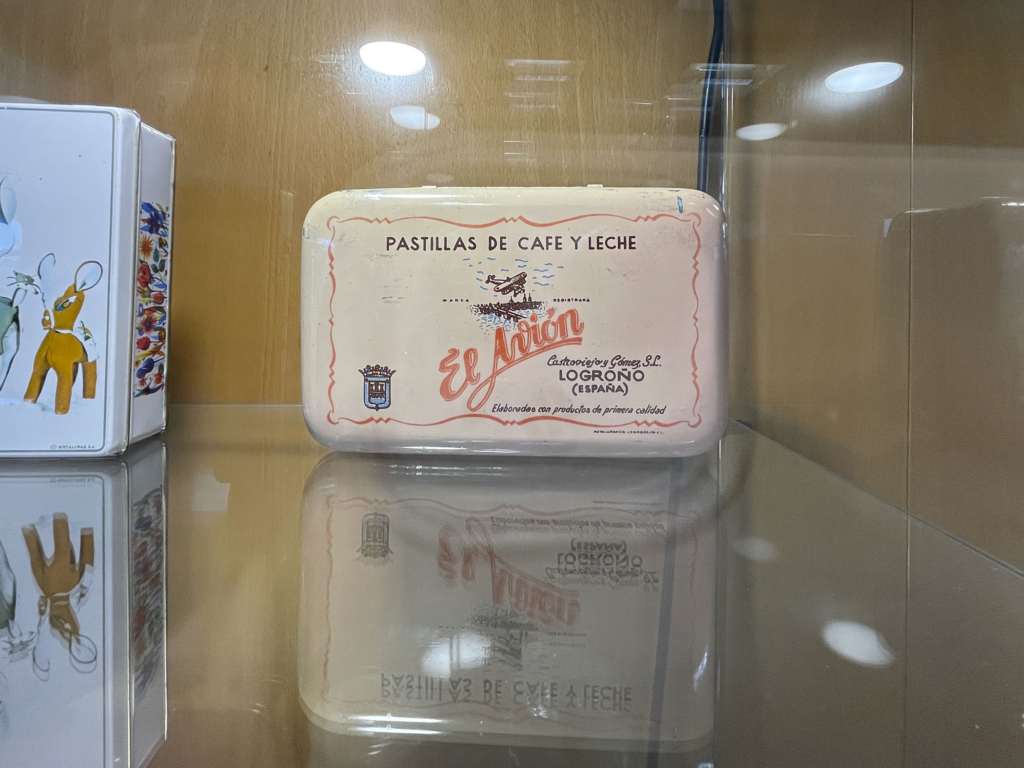 PASTILLAS DE CAFE Y LECHE
MARCA REGISTRADA
El Avión
Castroviejo y Gómez, S.L.
LOGROÑO
(ESPAÑA)
Elaboradas con productos de primera calidad